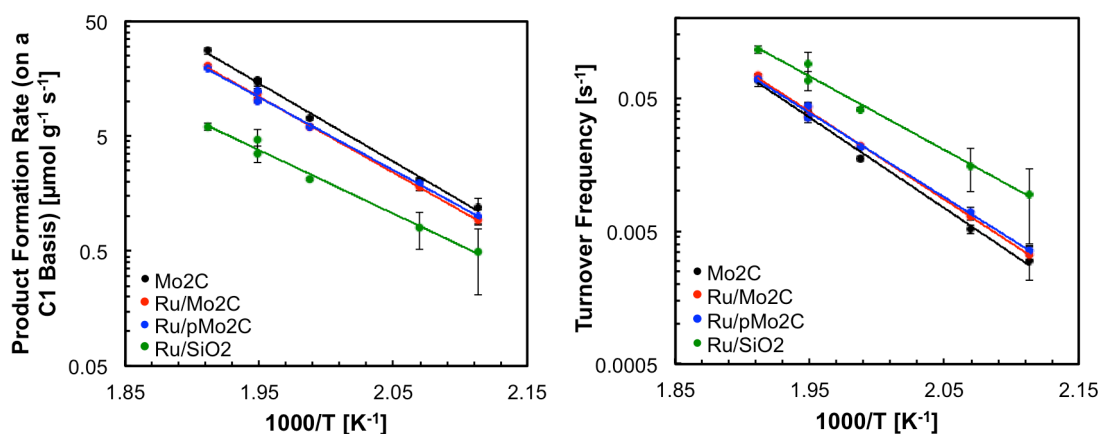 Product Formation Rate (on a
C1 Basis) [µmol g⁻¹ s⁻¹]
50
5
0.5
0.05
Mo2C
Ru/Mo2C
Ru/pMo2C
Ru/SiO2
1.85
1.95
2.05
2.15
1000/T [K⁻¹]
Turnover Frequency [s⁻¹]
0.05
0.005
0.0005
Mo2C
Ru/Mo2C
Ru/pMo2C
Ru/SiO2
1.85
1.95
2.05
2.15
1000/T [K⁻¹]